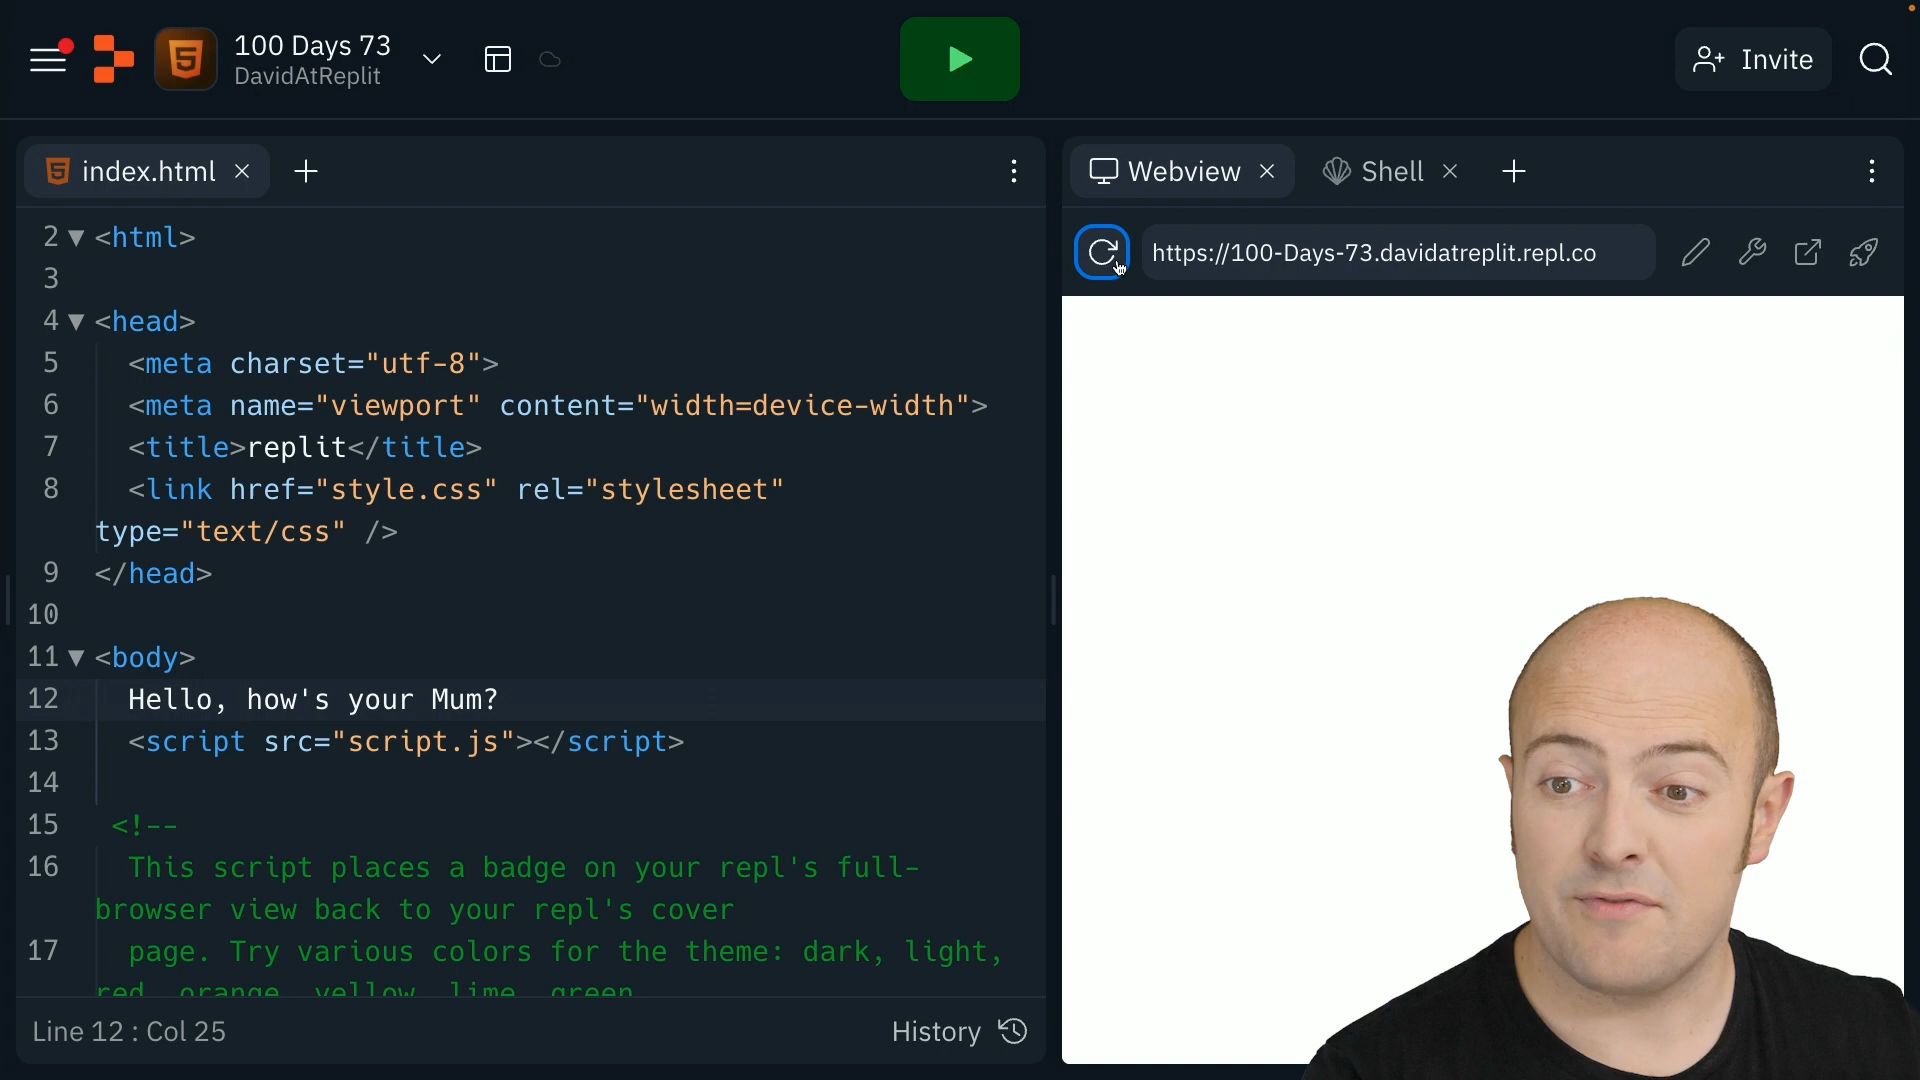 100 Days 73
DavidAtReplit
Invite
index.html
Webview
Shell
https://100-Days-73.davidatreplit.repl.co
2 <html>
3
4 <head>
5 <meta charset="utf-8">
6 <meta name="viewport" content="width=device-width">
7 <title>replit</title>
8 <link href="style.css" rel="stylesheet"
type="text/css" />
9 </head>
10
11 <body>
12 Hello, how's your Mum?
13 <script src="script.js"></script>
14
15 <!--
16 This script places a badge on your repl's full-
browser view back to your repl's cover
17 page. Try various colors for the theme: dark, light,
red, orange, yellow, lime, green
Line 12 : Col 25
History